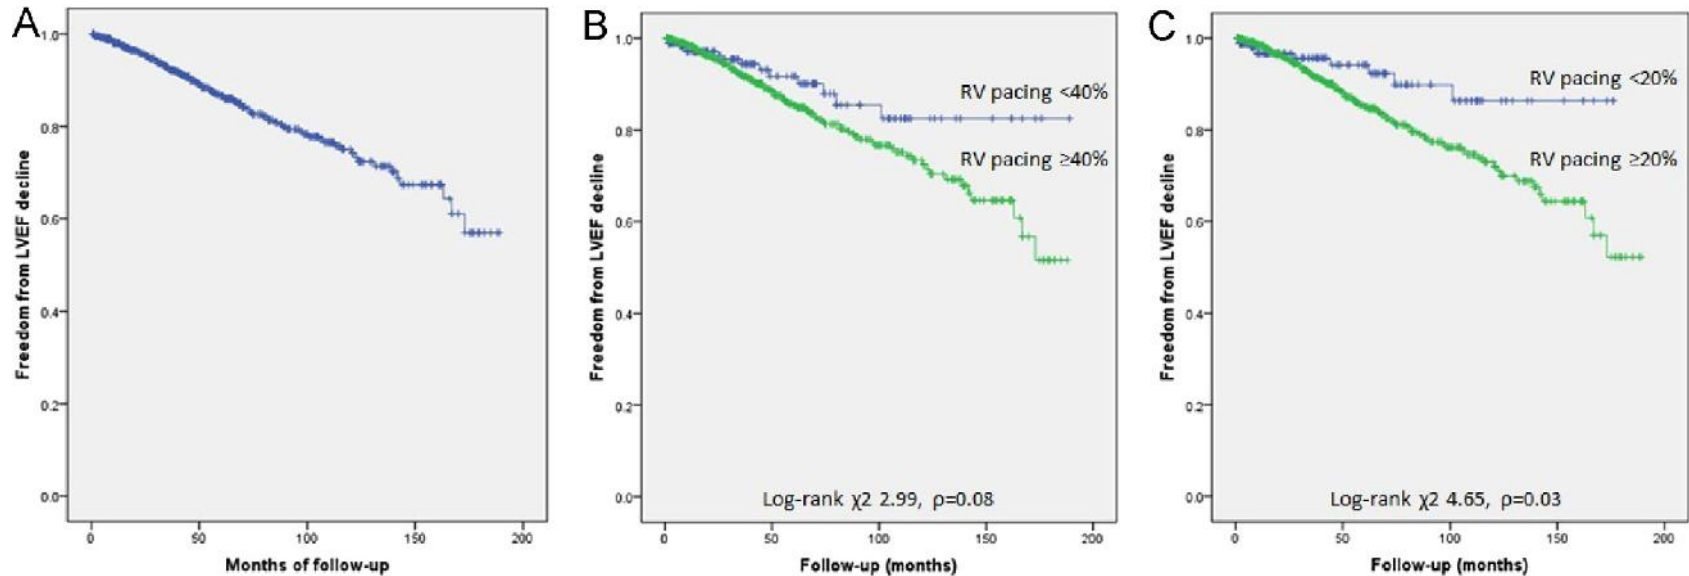 A
Freedom from LVEF decline
1.0
0.8
0.6
0.4
0.2
0.0
0 50 100 150 200
Months of follow-up
B
Freedom from LVEF decline
1.0
0.8
0.6
0.4
0.2
0.0
RV pacing <40%
RV pacing ≥40%
Log-rank χ2 2.99, ρ=0.08
0 50 100 150 200
Follow-up (months)
C
Freedom from LVEF decline
1.0
0.8
0.6
0.4
0.2
0.0
RV pacing <20%
RV pacing ≥20%
Log-rank χ2 4.65, ρ=0.03
0 50 100 150 200
Follow-up (months)